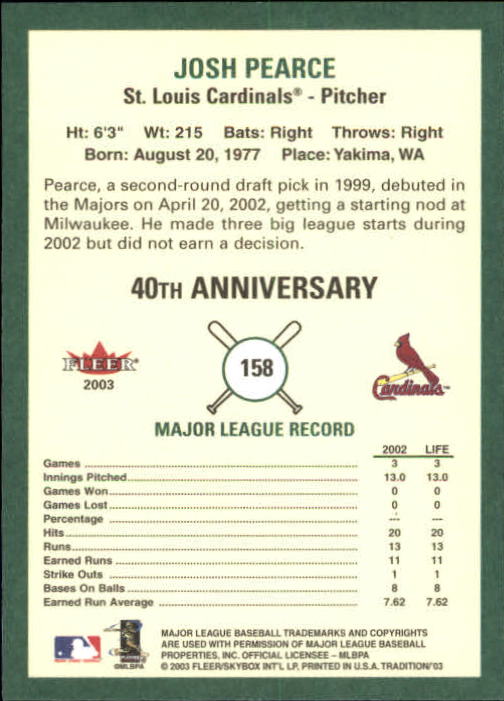 JOSH PEARCE
St. Louis Cardinals® - Pitcher
Ht: 6'3" Wt: 215 Bats: Right Throws: Right
Born: August 20, 1977 Place: Yakima, WA
Pearce, a second-round draft pick in 1999, debuted in
the Majors on April 20, 2002, getting a starting nod at
Milwaukee. He made three big league starts during
2002 but did not earn a decision.
40TH ANNIVERSARY
FLEER®
2003
158
Cardinals™
MAJOR LEAGUE RECORD
2002 LIFE
Games 3 3
Innings Pitched 13.0 13.0
Games Won 0 0
Games Lost 0 0
Percentage --- ---
Hits 20 20
Runs 13 13
Earned Runs 11 11
Strike Outs 1 1
Bases On Balls 8 8
Earned Run Average 7.62 7.62
MAJOR LEAGUE BASEBALL TRADEMARKS AND COPYRIGHTS
ARE USED WITH PERMISSION OF MAJOR LEAGUE BASEBALL
PROPERTIES, INC. OFFICIAL LICENSEE – MLBPA
© 2003 FLEER/SKYBOX INT'L LP, PRINTED IN U.S.A. TRADITION/'03
©MLBPA